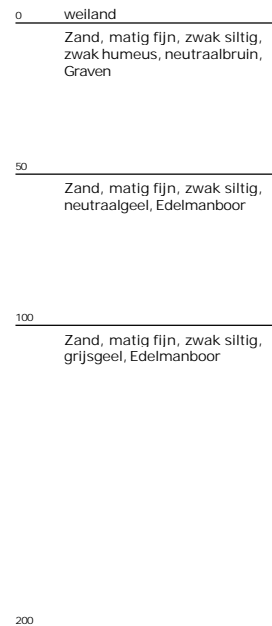 0 weiland
Zand, matig fijn, zwak siltig,
zwak humeus, neutraalbruin,
Graven
50
Zand, matig fijn, zwak siltig,
neutraalgeel, Edelmanboor
100
Zand, matig fijn, zwak siltig,
grijsgeel, Edelmanboor
200